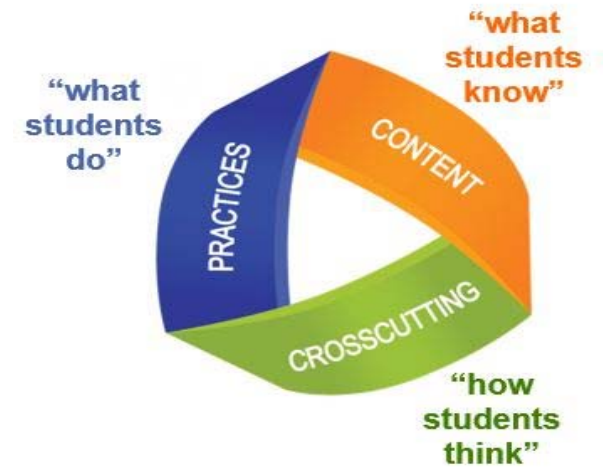 “what
students
do”
PRACTICES
“what
students
know”
CONTENT
CROSSCUTTING
“how
students
think”